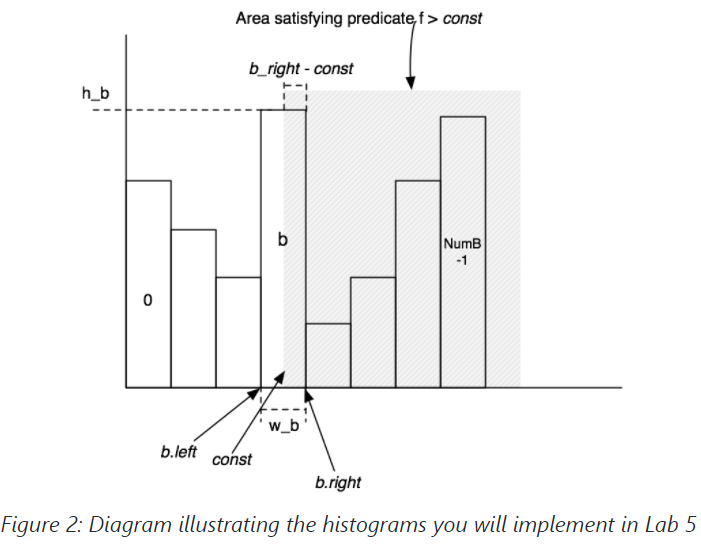 Area satisfying predicate f > const
b_right - const
h_b
b
NumB
-1
0
w_b
b.left
const
b.right
Figure 2: Diagram illustrating the histograms you will implement in Lab 5